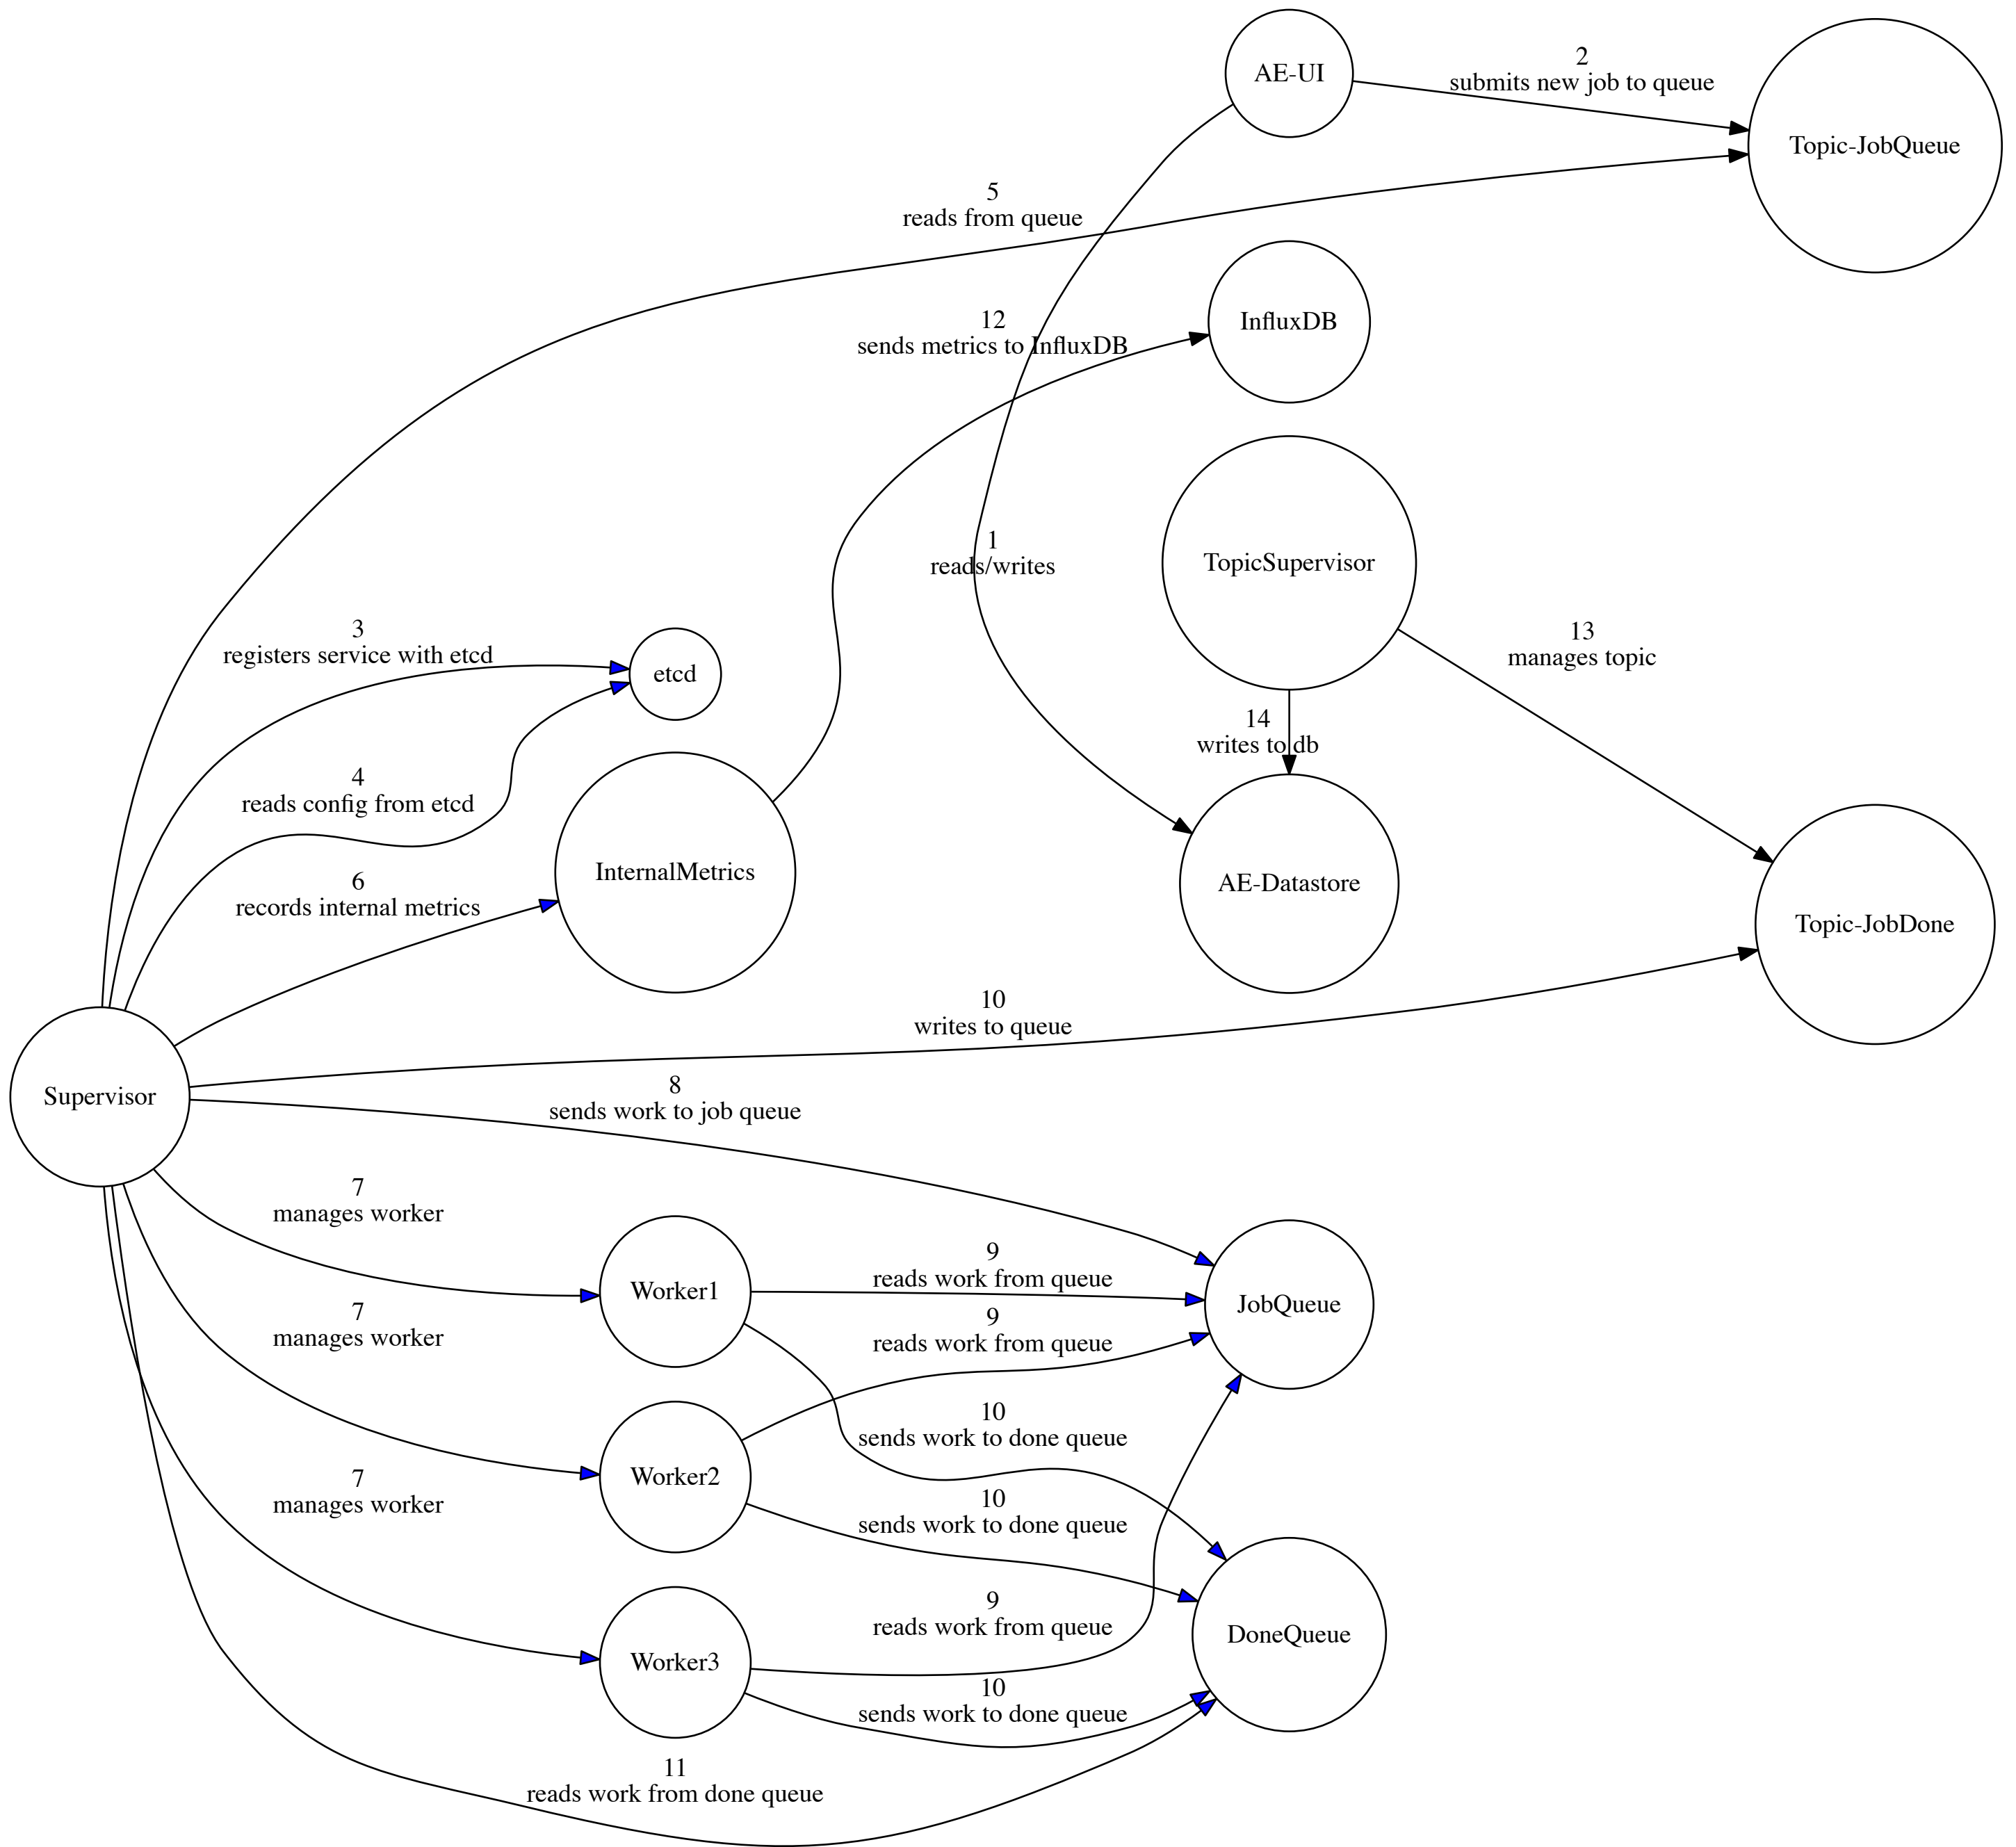 AE-UI
2
submits new job to queue
Topic-JobQueue
5
reads from queue
12
sends metrics to InfluxDB
InfluxDB
1
reads/writes
TopicSupervisor
13
manages topic
3
registers service with etcd
etcd
14
writes to db
4
reads config from etcd
InternalMetrics
AE-Datastore
6
records internal metrics
Topic-JobDone
10
writes to queue
Supervisor
8
sends work to job queue
7
manages worker
Worker1
9
reads work from queue
JobQueue
7
manages worker
9
reads work from queue
10
sends work to done queue
Worker2
7
manages worker
10
sends work to done queue
9
reads work from queue
DoneQueue
Worker3
10
sends work to done queue
11
reads work from done queue